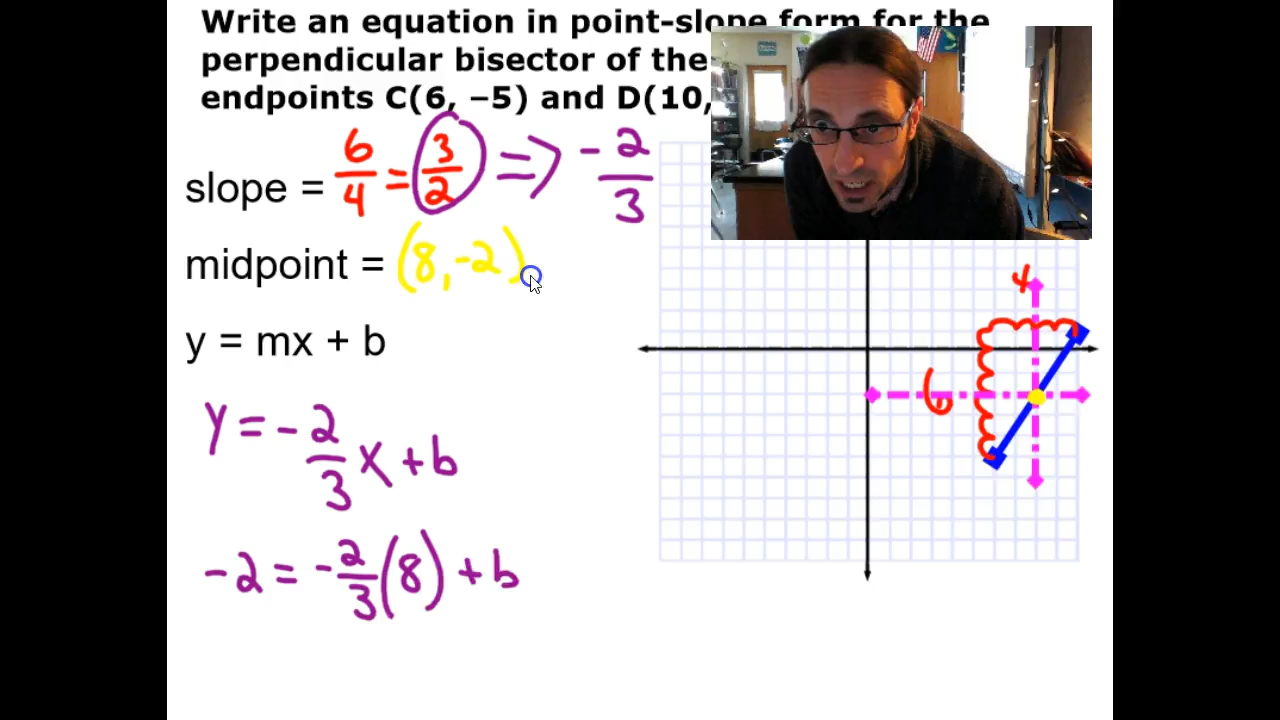 Write an equation in point-slope form for the
perpendicular bisector of the
endpoints C(6, –5) and D(10,
slope = 6/4 = 3/2 => -2/3
midpoint = (8, -2)
4
y = mx + b
6
y = -2/3 x + b
-2 = -2/3 (8) + b